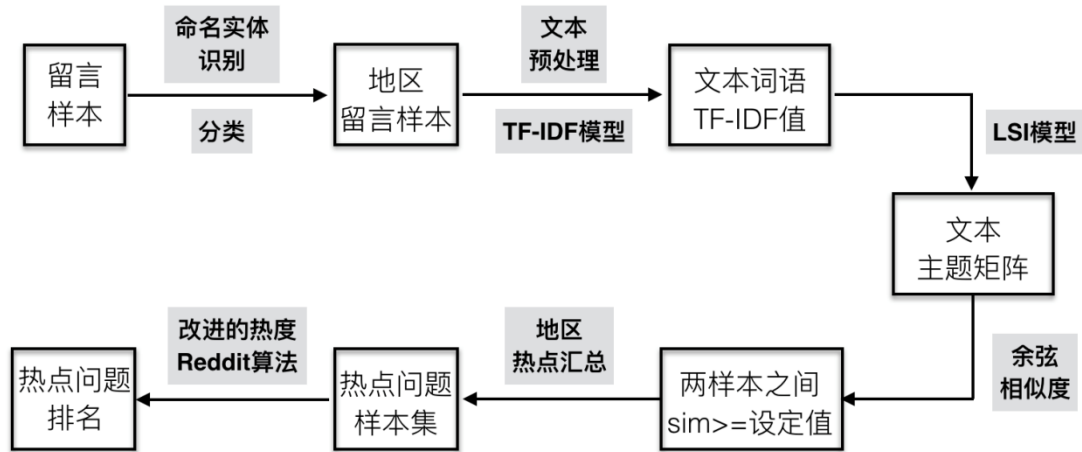 命名实体
识别
留言
样本
分类
地区
留言样本
文本
预处理
TF-IDF模型
文本词语
TF-IDF值
LSI模型
文本
主题矩阵
余弦
相似度
两样本之间
sim>=设定值
地区
热点汇总
热点问题
样本集
改进的热度
Reddit算法
热点问题
排名